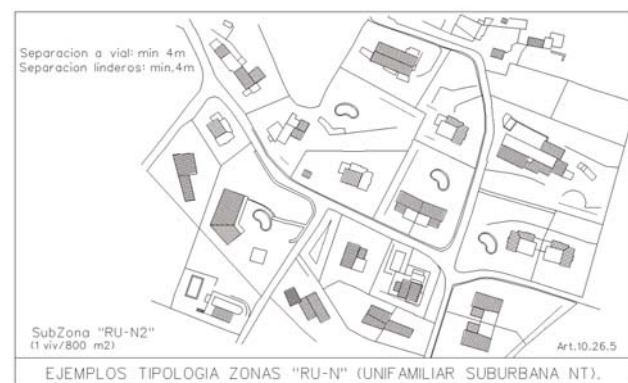 Separacion a vial: min 4m
Separacion linderos: min.4m
SubZona "RU-N2"
(1 viv/800 m2)
Art.10.26.5
EJEMPLOS TIPOLOGIA ZONAS "RU-N" (UNIFAMILIAR SUBURBANA NT).